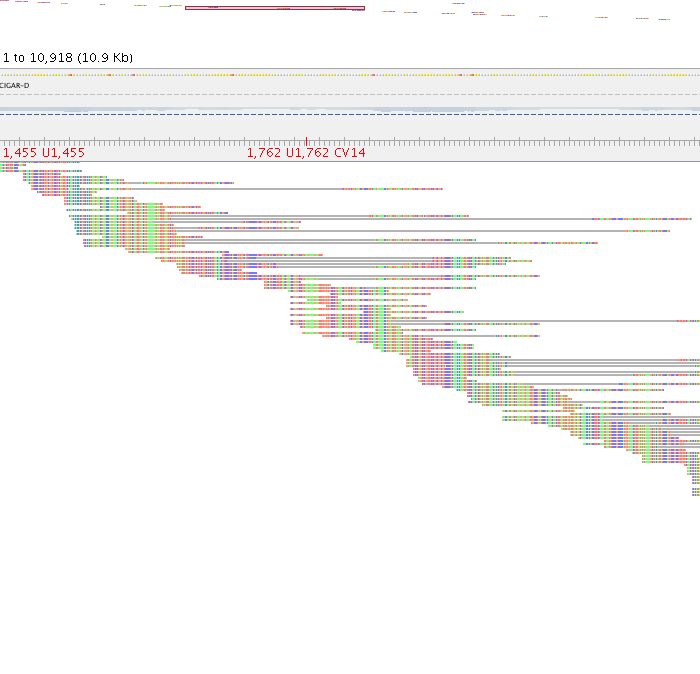 1 to 10,918 (10.9 Kb)
CIGAR-D
1,455 U1,455 1,762 U1,762 CV14